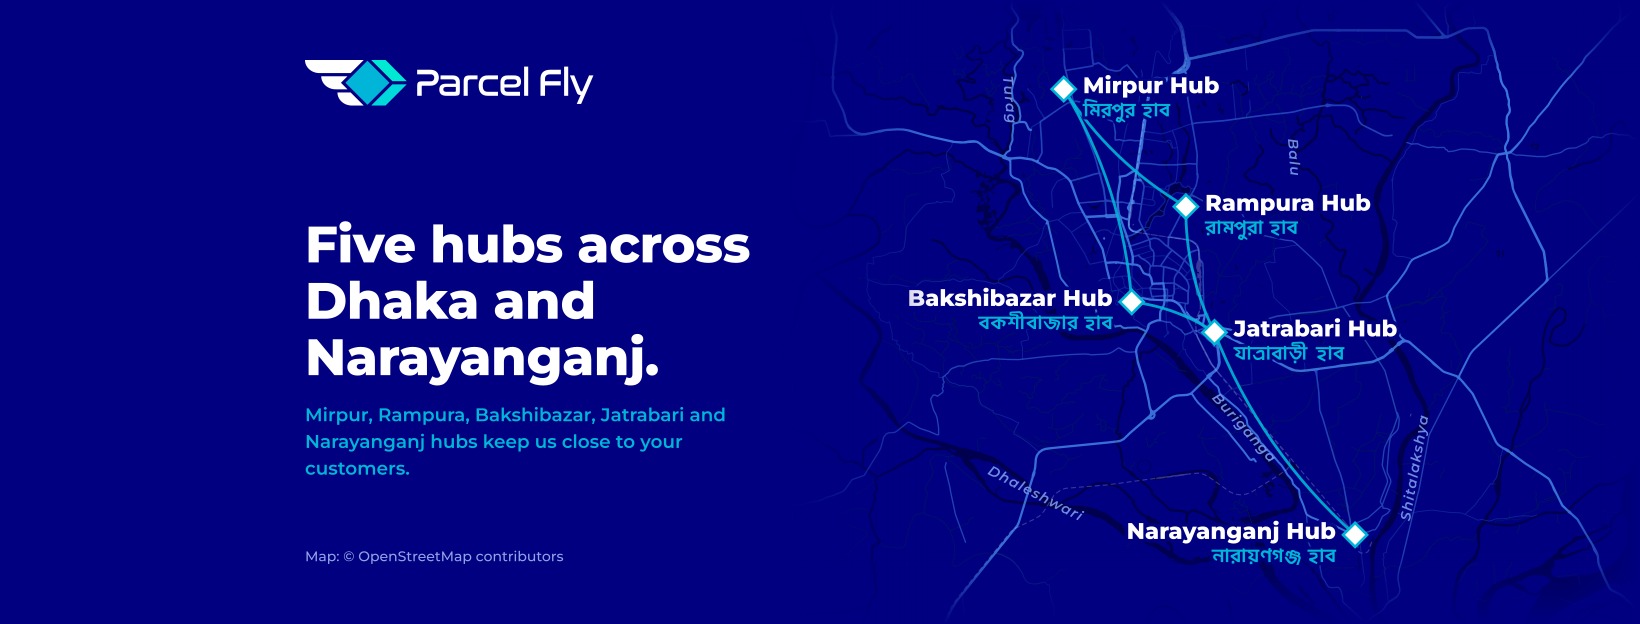 Parcel Fly
Five hubs across
Dhaka and
Narayanganj.
Mirpur, Rampura, Bakshibazar, Jatrabari and
Narayanganj hubs keep us close to your
customers.
Map: © OpenStreetMap contributors
Turag
Mirpur Hub
মিরপুর হাব
Balu
Rampura Hub
রামপুরা হাব
Bakshibazar Hub
বকশীবাজার হাব
Jatrabari Hub
যাত্রাবাড়ী হাব
Buriganga
Shitalakshya
Dhaleshwari
Narayanganj Hub
নারায়ণগঞ্জ হাব